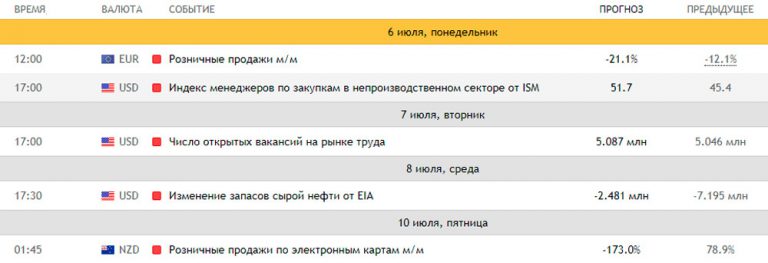 ВРЕМЯ ВАЛЮТА СОБЫТИЕ ПРОГНОЗ ПРЕДЫДУЩЕЕ
6 июля, понедельник
12:00 EUR Розничные продажи м/м -21.1% -12.1%
17:00 USD Индекс менеджеров по закупкам в непроизводственном секторе от ISM 51.7 45.4
7 июля, вторник
17:00 USD Число открытых вакансий на рынке труда 5.087 млн 5.046 млн
8 июля, среда
17:30 USD Изменение запасов сырой нефти от EIA -2.481 млн -7.195 млн
10 июля, пятница
01:45 NZD Розничные продажи по электронным картам м/м -173.0% 78.9%